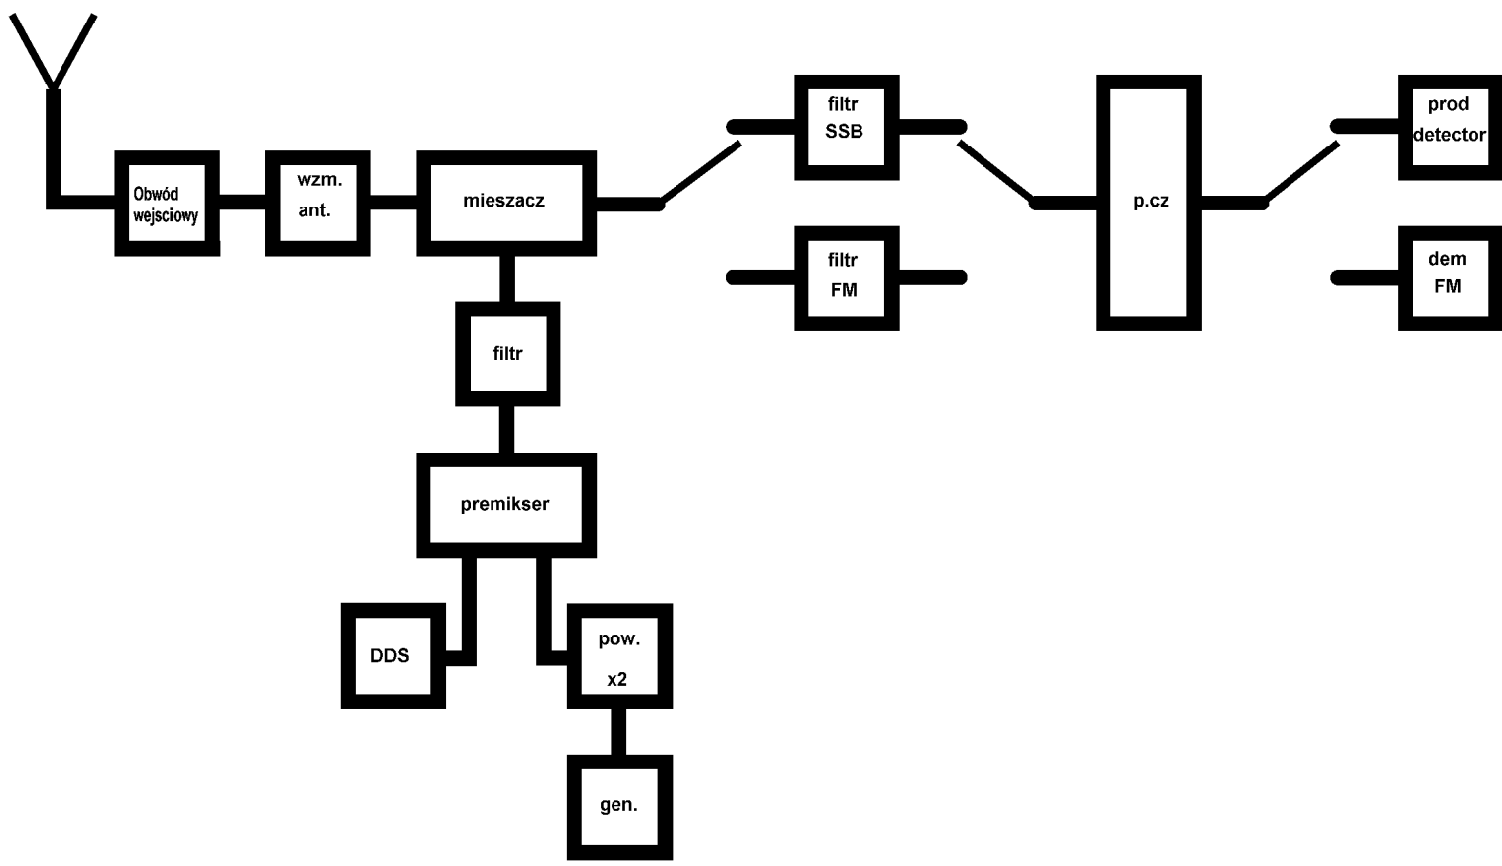 filtr
SSB
prod
detector
Obwód
wejsciowy
wzm.
ant.
mieszacz
p.cz
filtr
FM
dem
FM
filtr
premikser
DDS
pow.
x2
gen.